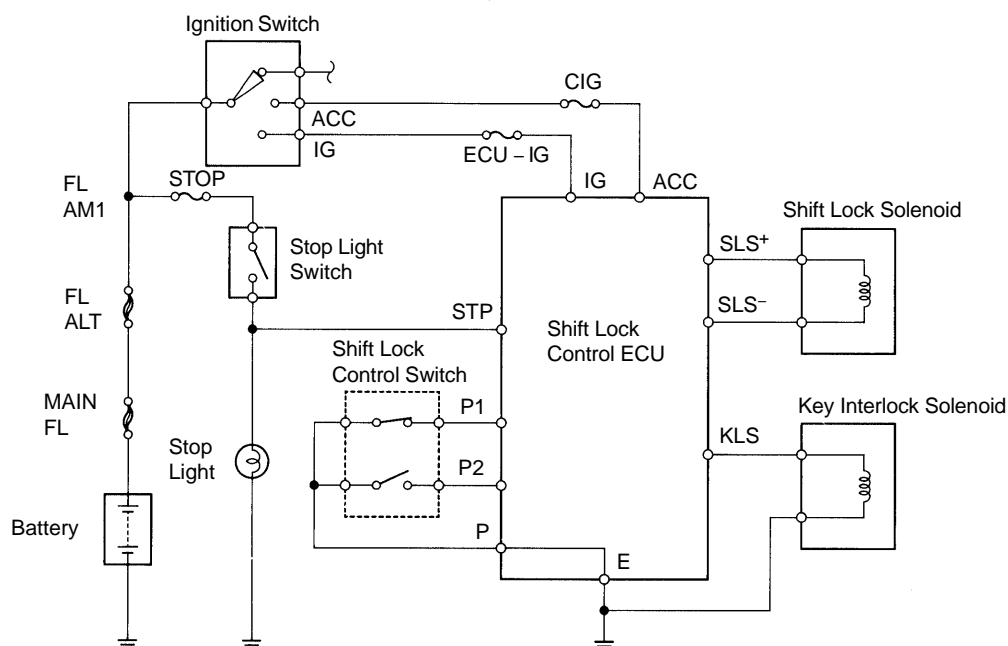 Ignition Switch
CIG
ACC
IG
ECU – IG
FL
AM1
STOP
IG
ACC
Shift Lock Solenoid
Stop Light
Switch
SLS+
FL
ALT
STP
Shift Lock
Control ECU
SLS–
Shift Lock
Control Switch
MAIN
FL
P1
Key Interlock Solenoid
Stop
Light
KLS
P2
Battery
P
E